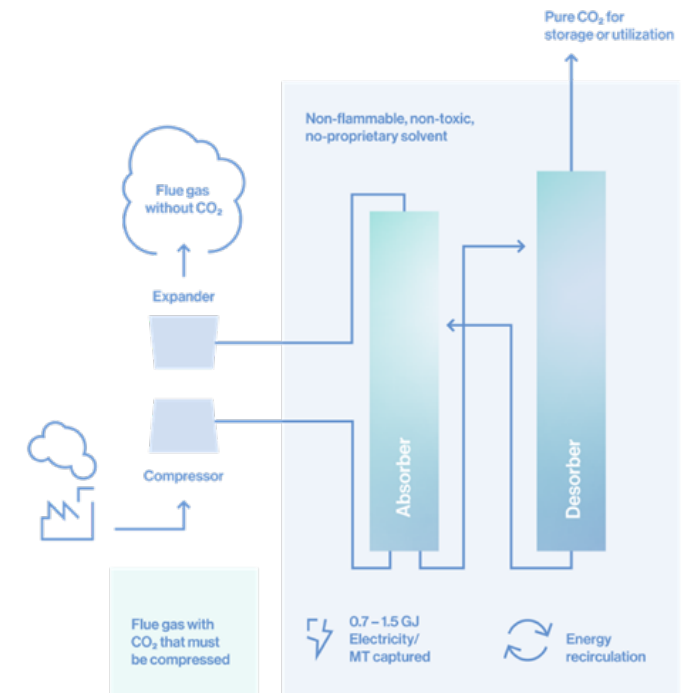 Pure CO₂ for
storage or utilization
Non-flammable, non-toxic,
no-proprietary solvent
Flue gas
without CO₂
Expander
Compressor
Absorber
Desorber
Flue gas with
CO₂ that must
be compressed
0.7 – 1.5 GJ
Electricity/
MT captured
Energy
recirculation